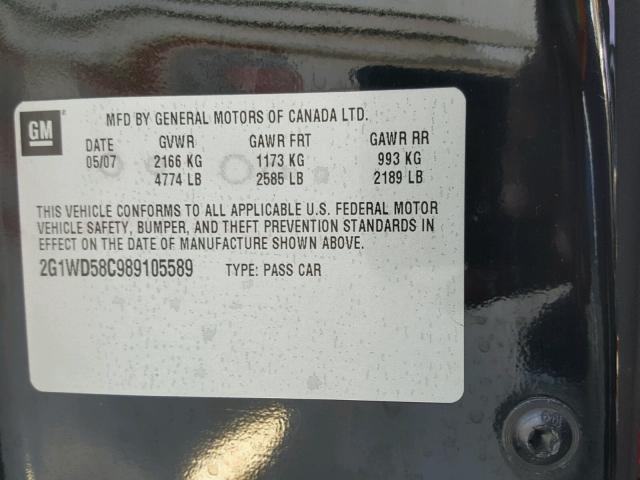 GM
MFD BY GENERAL MOTORS OF CANADA LTD.
DATE GVWR GAWR FRT GAWR RR
05/07 2166 KG 1173 KG 993 KG
4774 LB 2585 LB 2189 LB
THIS VEHICLE CONFORMS TO ALL APPLICABLE U.S. FEDERAL MOTOR
VEHICLE SAFETY, BUMPER, AND THEFT PREVENTION STANDARDS IN
EFFECT ON THE DATE OF MANUFACTURE SHOWN ABOVE.
2G1WD58C989105589 TYPE: PASS CAR